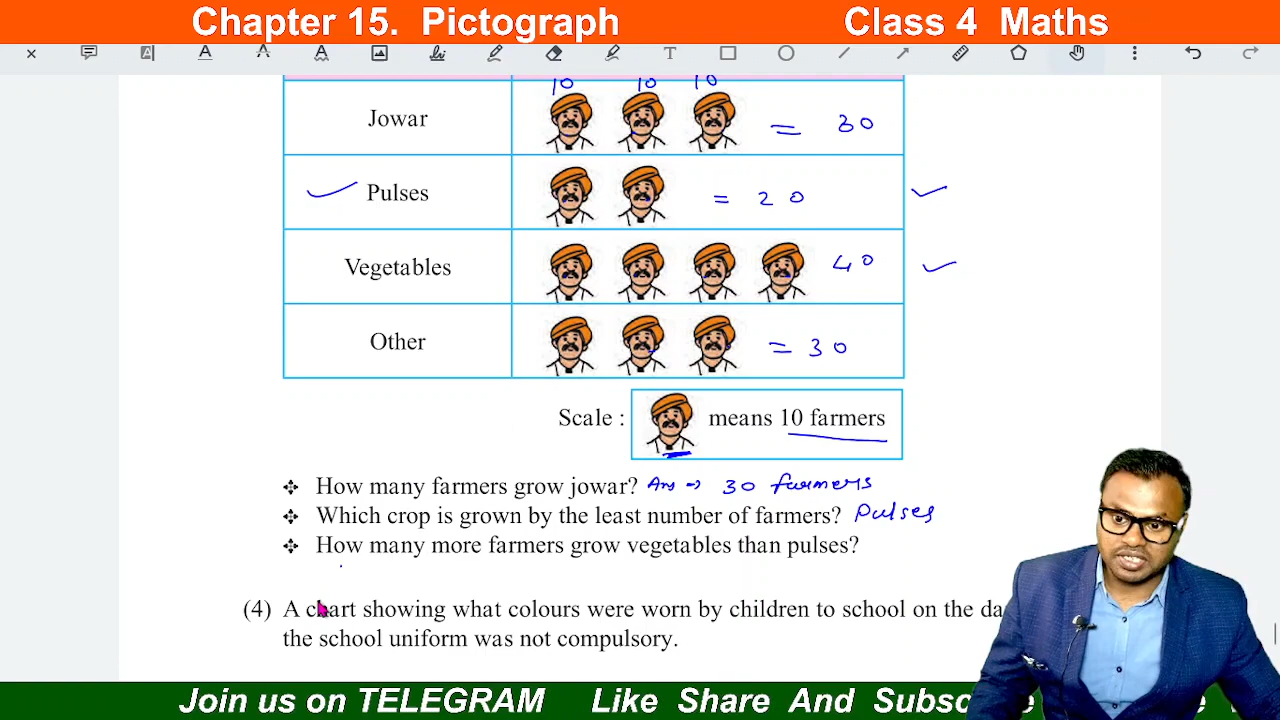 Chapter 15. Pictograph Class 4 Maths
10 10 10
Jowar = 30
Pulses = 20
Vegetables 40
Other = 30
Scale : means 10 farmers
How many farmers grow jowar? Ans → 30 farmers
Which crop is grown by the least number of farmers? Pulses
How many more farmers grow vegetables than pulses?
(4) A chart showing what colours were worn by children to school on the da
the school uniform was not compulsory.
Join us on TELEGRAM Like Share And Subsc